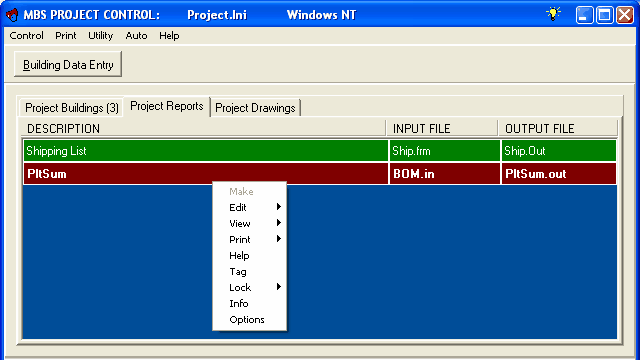 MBS PROJECT CONTROL: Project.Ini Windows NT
Control Print Utility Auto Help
Building Data Entry
Project Buildings (3) Project Reports Project Drawings
DESCRIPTION INPUT FILE OUTPUT FILE
Shipping List Ship.frm Ship.Out
PltSum BOM.in PltSum.out
Make
Edit
View
Print
Help
Tag
Lock
Info
Options